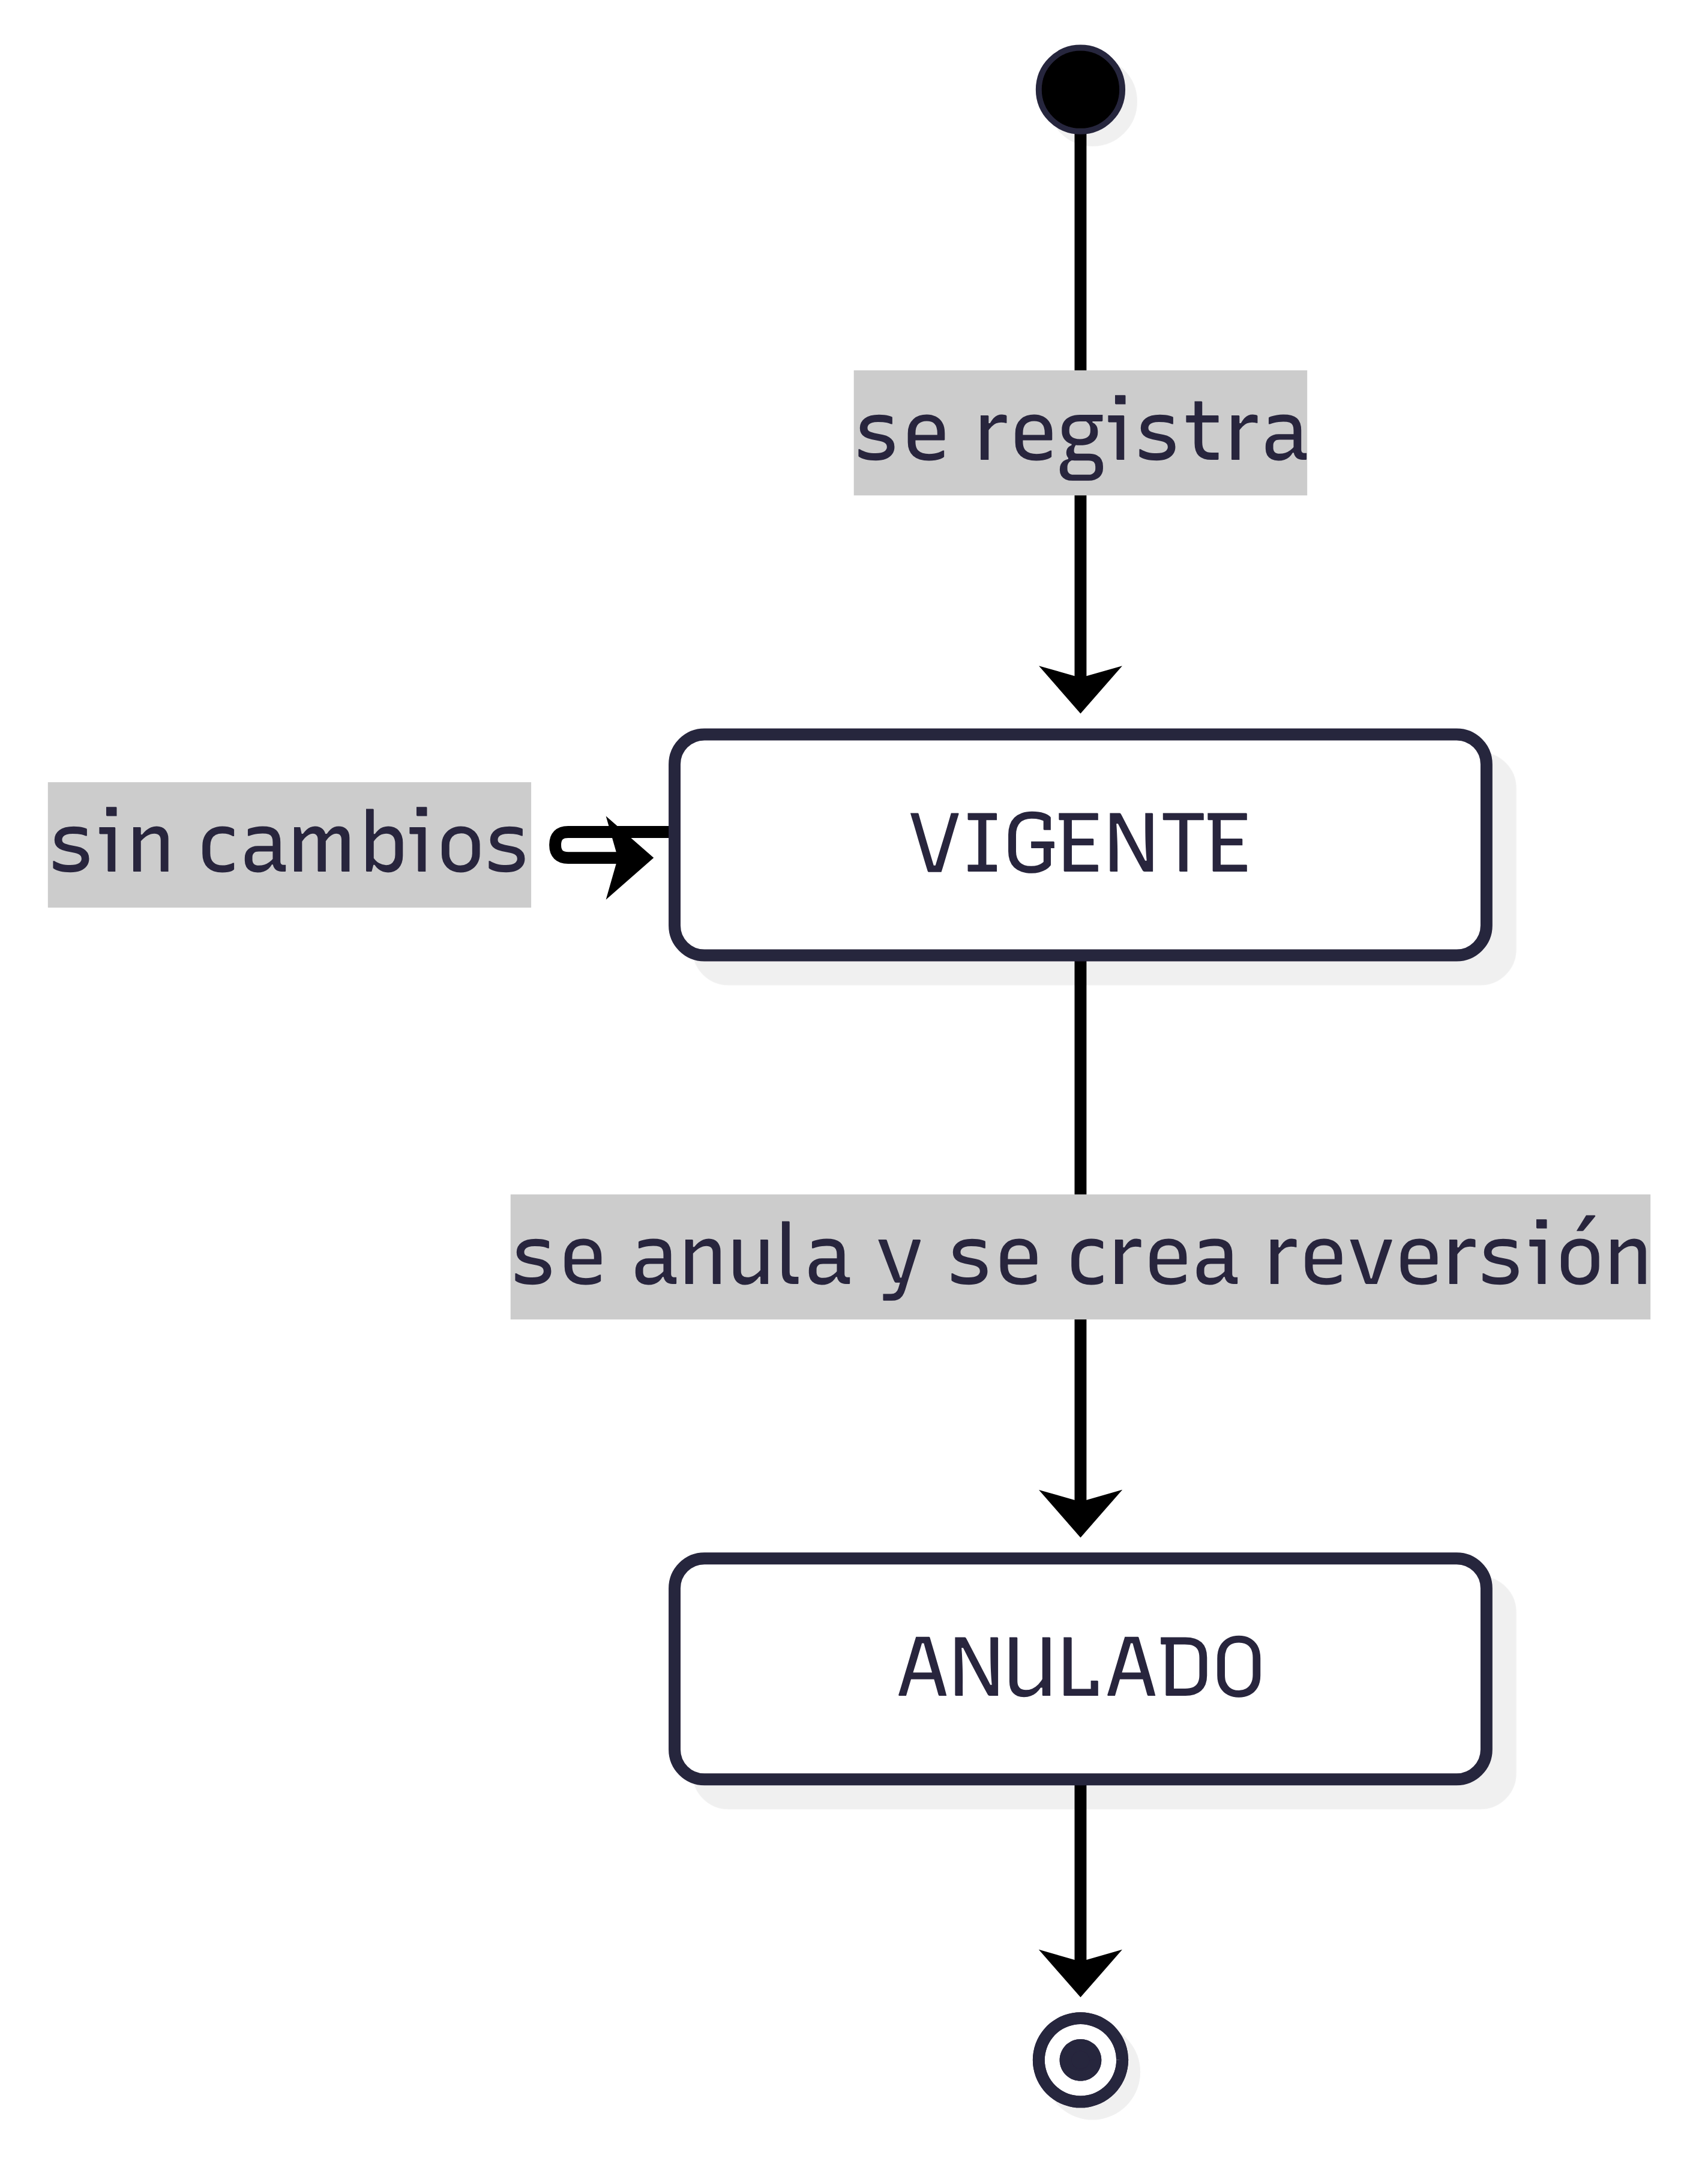 se registra
sin cambios
VIGENTE
se anula y se crea reversión
ANULADO